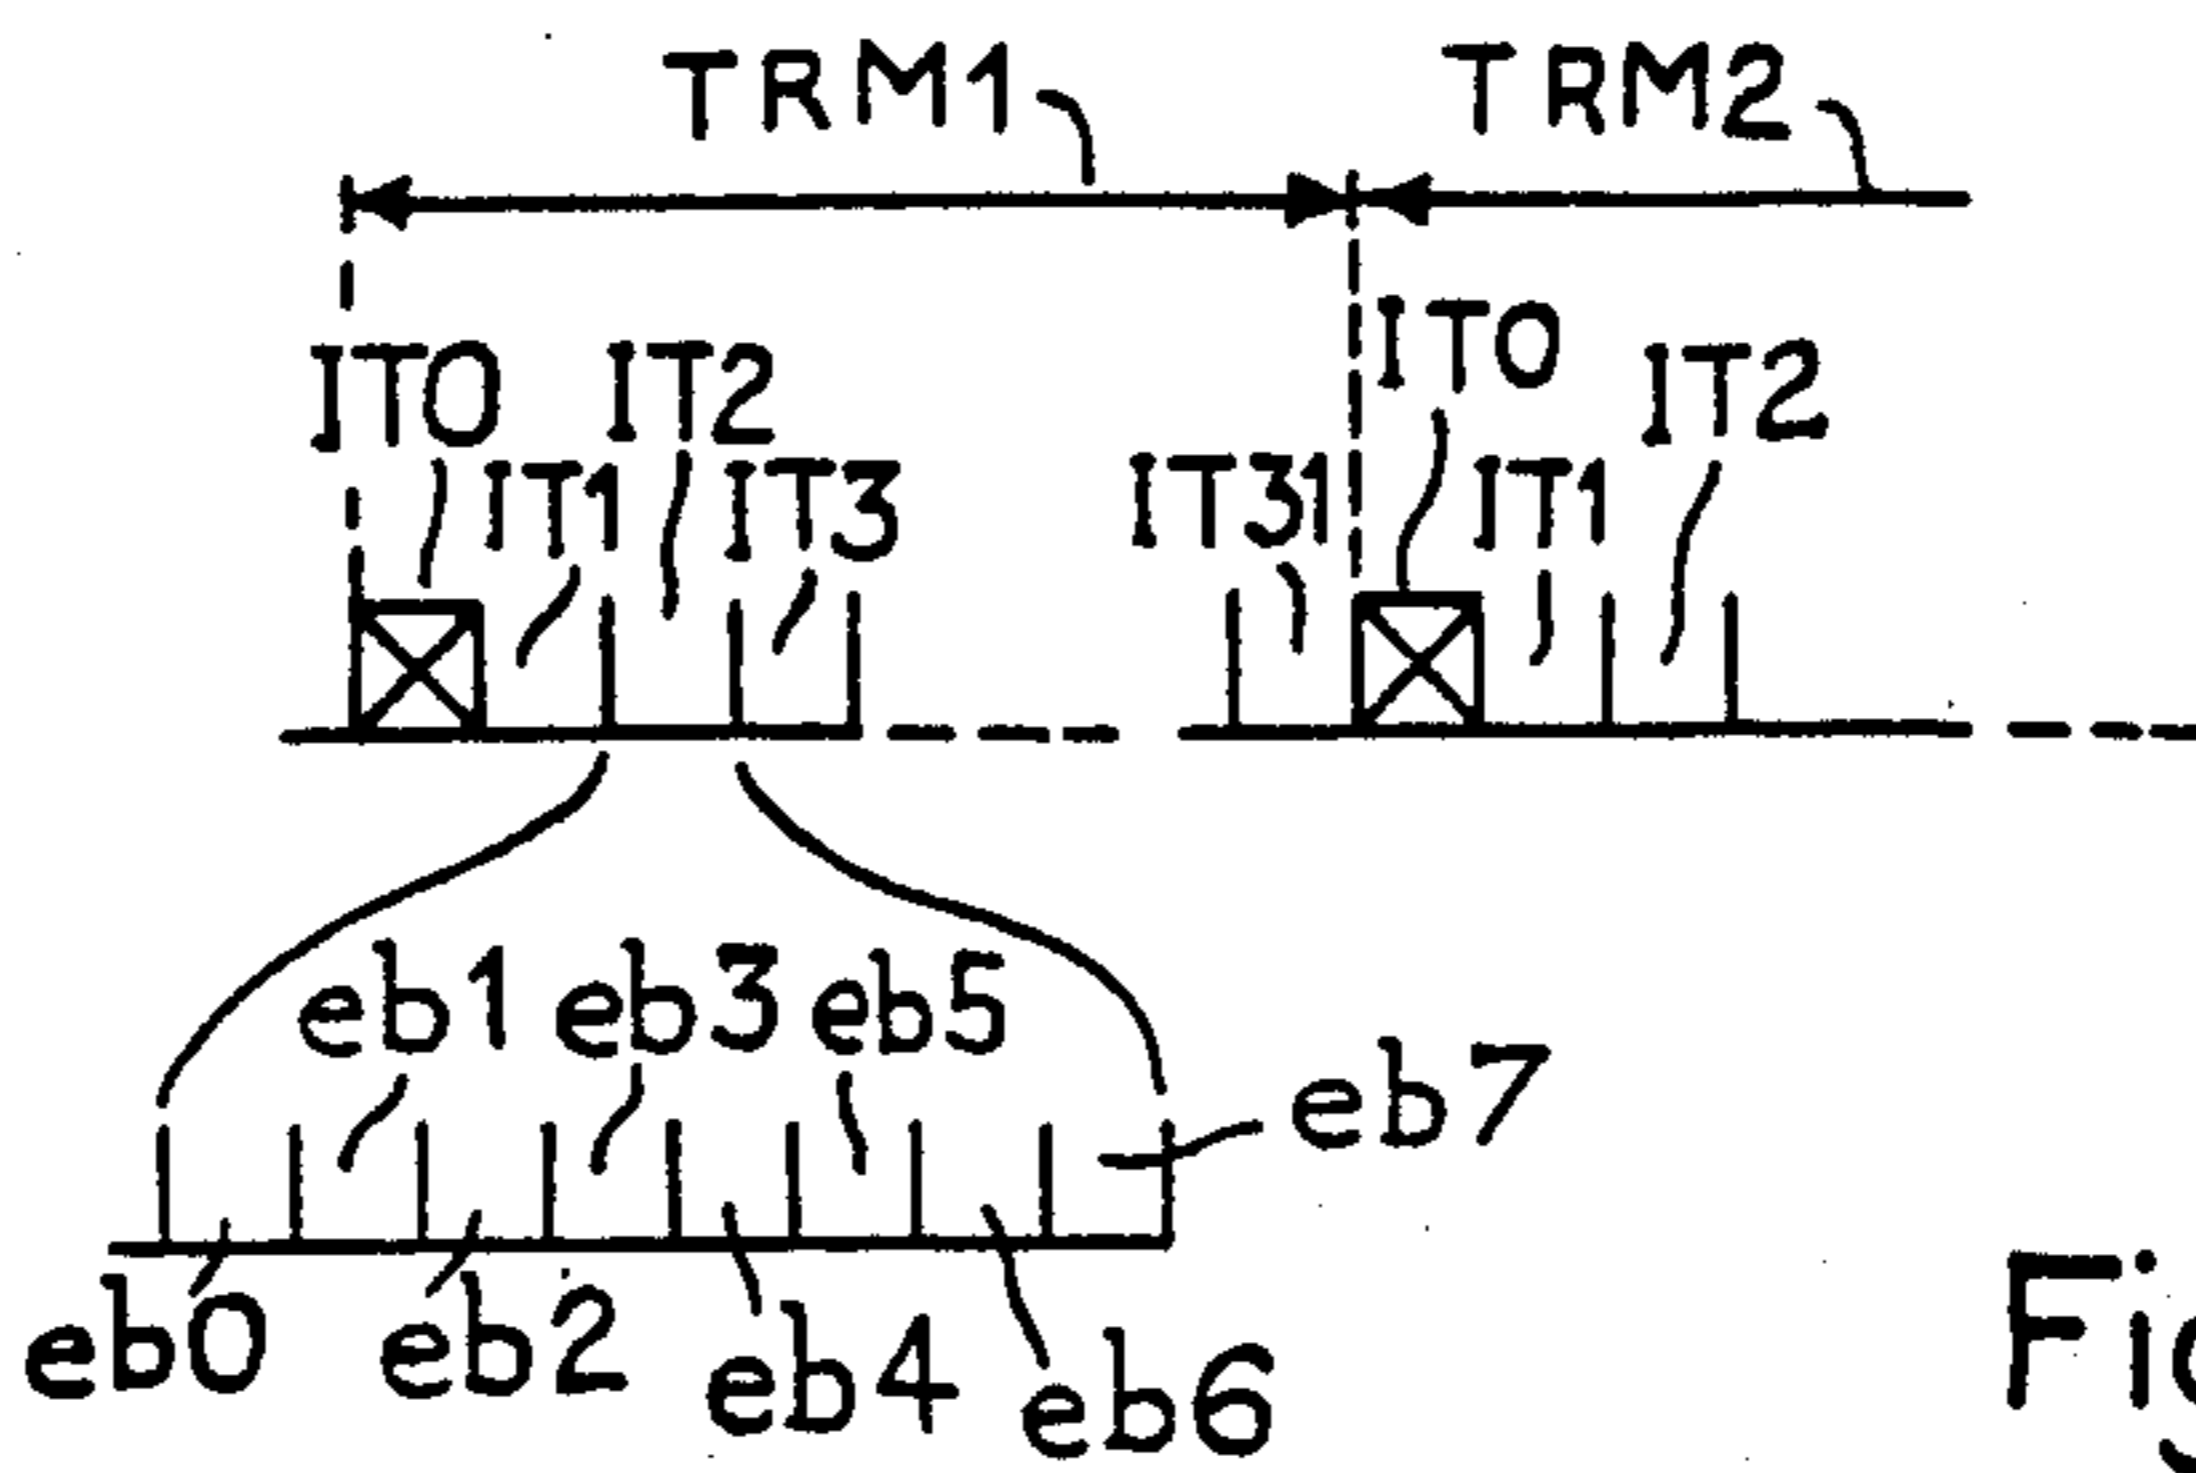 TRM1 TRM2
IT0 IT2 IT0 IT2
IT1 IT3 IT31 IT1
eb1 eb3 eb5
eb7
eb0 eb2 eb4 eb6
Fig